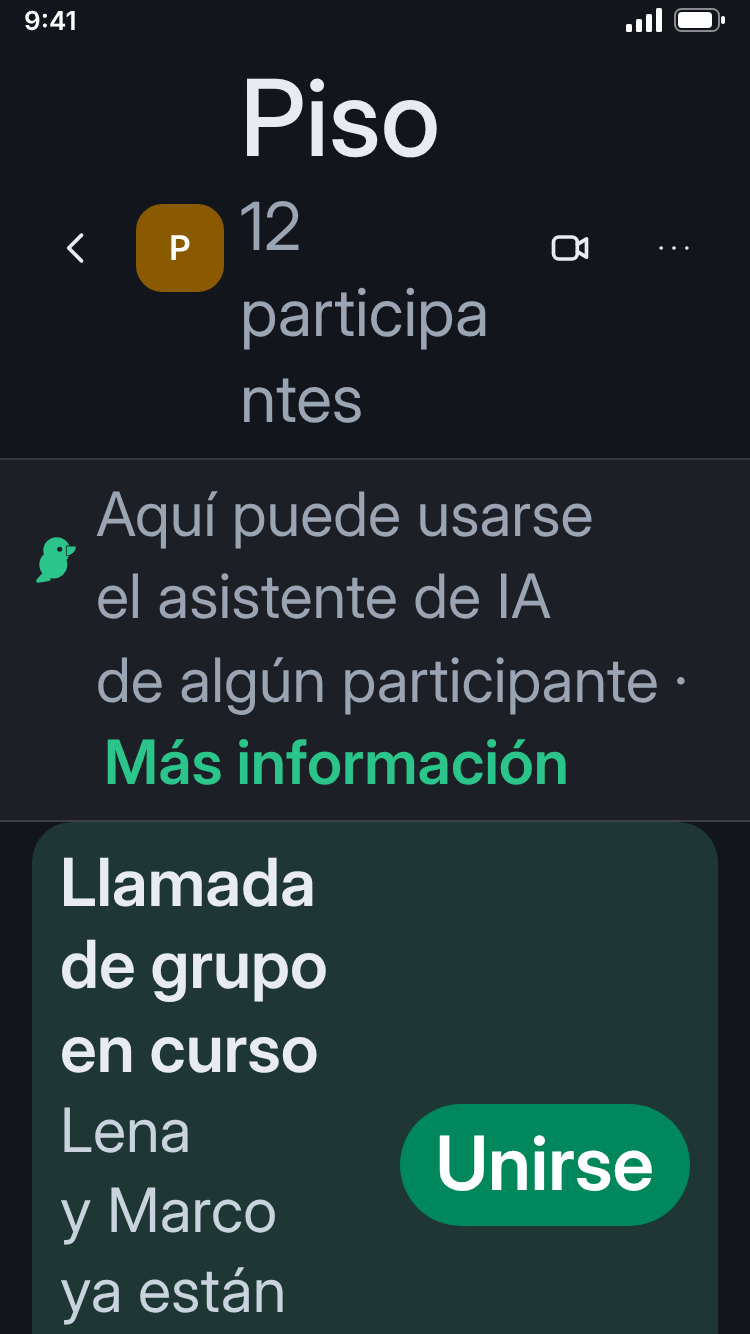 9:41
Piso
P
12
participa
ntes
···
Aquí puede usarse
el asistente de IA
de algún participante ·
Más información
Llamada
de grupo
en curso
Lena
y Marco
ya están
Unirse